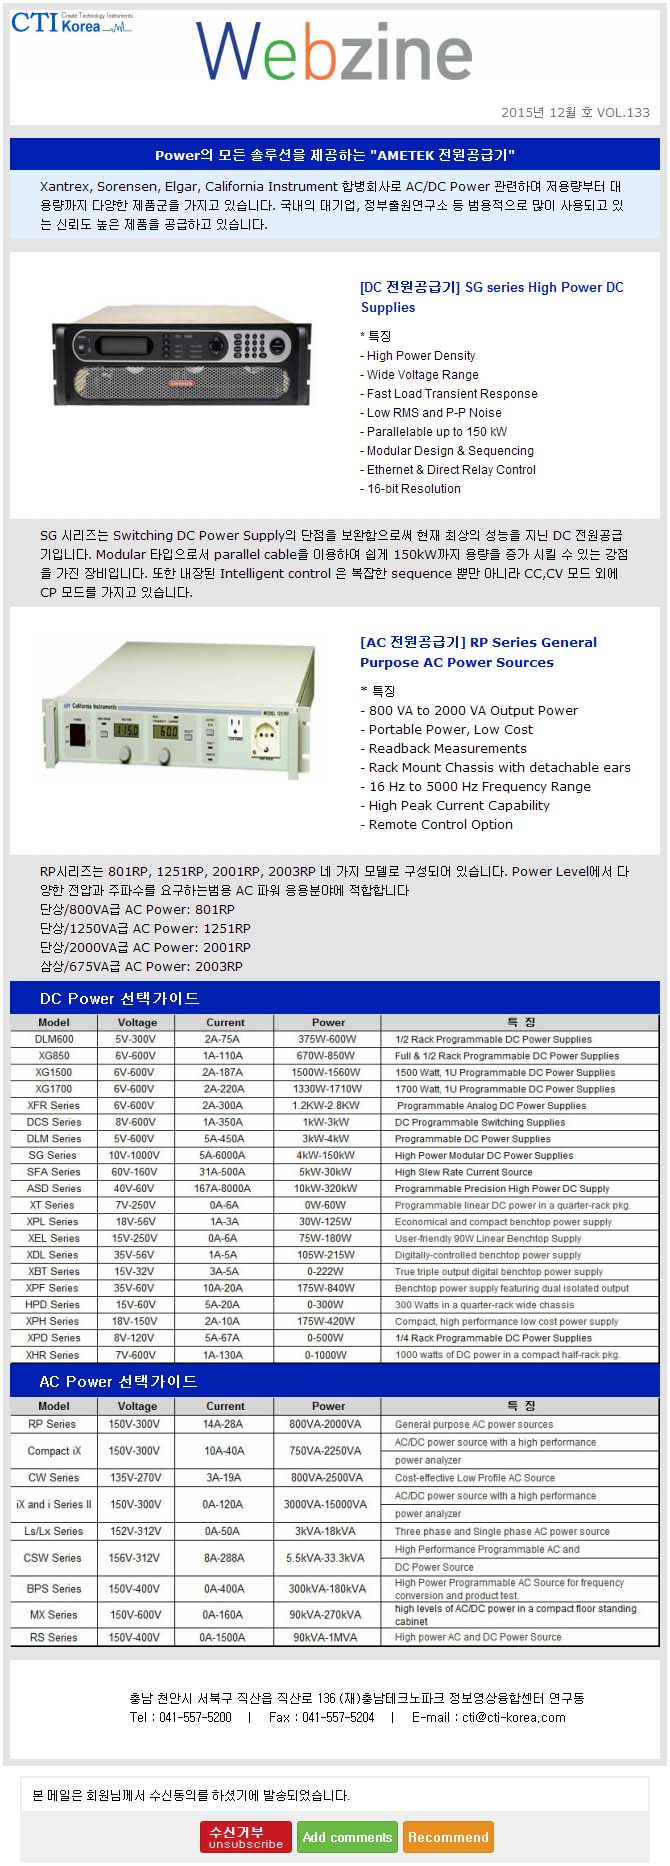 CTI Create Technology Instruments
Korea
Webzine
2015년 12월 호 VOL.133
Power의 모든 솔루션을 제공하는 "AMETEK 전원공급기"
Xantrex, Sorensen, Elgar, California Instrument 합병회사로 AC/DC Power 관련하여 저용량부터 대
용량까지 다양한 제품군을 가지고 있습니다. 국내의 대기업, 정부출원연구소 등 범용적으로 많이 사용되고 있
는 신뢰도 높은 제품을 공급하고 있습니다.
[DC 전원공급기] SG series High Power DC
Supplies
* 특징
- High Power Density
- Wide Voltage Range
- Fast Load Transient Response
- Low RMS and P-P Noise
- Parallelable up to 150 kW
- Modular Design & Sequencing
- Ethernet & Direct Relay Control
- 16-bit Resolution
SG 시리즈는 Switching DC Power Supply의 단점을 보완함으로써 현재 최상의 성능을 지닌 DC 전원공급
기입니다. Modular 타입으로서 parallel cable을 이용하여 쉽게 150kW까지 용량을 증가 시킬 수 있는 강점
을 가진 장비입니다. 또한 내장된 Intelligent control 은 복잡한 sequence 뿐만 아니라 CC,CV 모드 외에
CP 모드를 가지고 있습니다.
California Instruments
115.0
60.0
[AC 전원공급기] RP Series General
Purpose AC Power Sources
* 특징
- 800 VA to 2000 VA Output Power
- Portable Power, Low Cost
- Readback Measurements
- Rack Mount Chassis with detachable ears
- 16 Hz to 5000 Hz Frequency Range
- High Peak Current Capability
- Remote Control Option
RP시리즈는 801RP, 1251RP, 2001RP, 2003RP 네 가지 모델로 구성되어 있습니다. Power Level에서 다
양한 전압과 주파수를 요구하는범용 AC 파워 응용분야에 적합합니다
단상/800VA급 AC Power: 801RP
단상/1250VA급 AC Power: 1251RP
단상/2000VA급 AC Power: 2001RP
삼상/675VA급 AC Power: 2003RP
DC Power 선택가이드
Model Voltage Current Power 특 징
DLM600 5V-300V 2A-75A 375W-600W 1/2 Rack Programmable DC Power Supplies
XG850 6V-600V 1A-110A 670W-850W Full & 1/2 Rack Programmable DC Power Supplies
XG1500 6V-600V 2A-187A 1500W-1560W 1500 Watt, 1U Programmable DC Power Supplies
XG1700 6V-600V 2A-220A 1330W-1710W 1700 Watt, 1U Programmable DC Power Supplies
XFR Series 6V-600V 2A-300A 1.2KW-2.8KW Programmable Analog DC Power Supplies
DCS Series 8V-600V 1A-350A 1kW-3kW DC Programmable Switching Supplies
DLM Series 5V-600V 5A-450A 3kW-4kW Programmable DC Power Supplies
SG Series 10V-1000V 5A-6000A 4kW-150kW High Power Modular DC Power Supplies
SFA Series 60V-160V 31A-500A 5kW-30kW High Slew Rate Current Source
ASD Series 40V-60V 167A-8000A 10kW-320kW Programmable Precision High Power DC Supply
XT Series 7V-250V 0A-6A 0W-60W Programmable linear DC power in a quarter-rack pkg.
XPL Series 18V-56V 1A-3A 30W-125W Economical and compact benchtop power supply
XEL Series 15V-250V 0A-6A 75W-180W User-friendly 90W Linear Benchtop Supply
XDL Series 35V-56V 1A-5A 105W-215W Digitally-controlled benchtop power supply
XBT Series 15V-32V 3A-5A 0-222W True triple output digital benchtop power supply
XPF Series 35V-60V 10A-20A 175W-840W Benchtop power supply featuring dual isolated output
HPD Series 15V-60V 5A-20A 0-300W 300 Watts in a quarter-rack wide chassis
XPH Series 18V-150V 2A-10A 175W-420W Compact, high performance low cost power supply
XPD Series 8V-120V 5A-67A 0-500W 1/4 Rack Programmable DC Power Supplies
XHR Series 7V-600V 1A-130A 0-1000W 1000 watts of DC power in a compact half-rack pkg.
AC Power 선택가이드
Model Voltage Current Power 특 징
RP Series 150V-300V 14A-28A 800VA-2000VA General purpose AC power sources
Compact iX 150V-300V 10A-40A 750VA-2250VA AC/DC power source with a high performance
power analyzer
CW Series 135V-270V 3A-19A 800VA-2500VA Cost-effective Low Profile AC Source
iX and i Series II 150V-300V 0A-120A 3000VA-15000VA AC/DC power source with a high performance
power analyzer
Ls/Lx Series 152V-312V 0A-50A 3kVA-18kVA Three phase and Single phase AC power source
CSW Series 156V-312V 8A-288A 5.5kVA-33.3kVA High Performance Programmable AC and
DC Power Source
BPS Series 150V-400V 0A-400A 300kVA-180kVA High Power Programmable AC Source for frequency
conversion and product test.
MX Series 150V-600V 0A-160A 90kVA-270kVA high levels of AC/DC power in a compact floor standing
cabinet
RS Series 150V-400V 0A-1500A 90kVA-1MVA High power AC and DC Power Source
충남 천안시 서북구 직산읍 직산로 136 (재)충남테크노파크 정보영상융합센터 연구동
Tel : 041-557-5200 | Fax : 041-557-5204 | E-mail : cti@cti-korea.com
본 메일은 회원님께서 수신동의를 하셨기에 발송되었습니다.
수신거부
unsubscribe
Add comments
Recommend